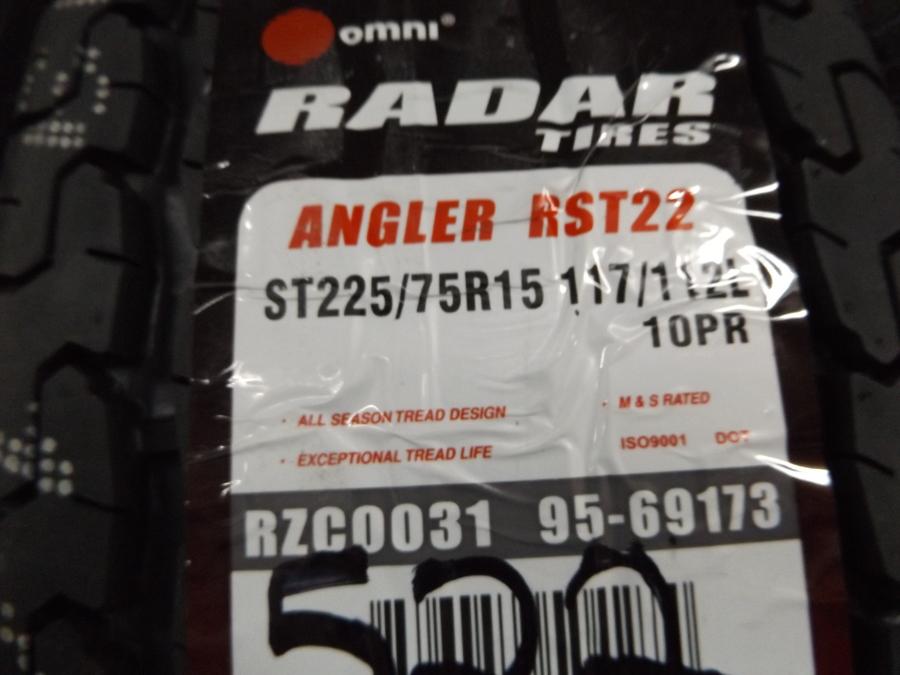 omni®
RADAR
TIRES
ANGLER RST22
ST225/75R15 117/112L
10PR
· ALL SEASON TREAD DESIGN
· M & S RATED
· EXCEPTIONAL TREAD LIFE
ISO9001 DOT
RZC0031 95-69173